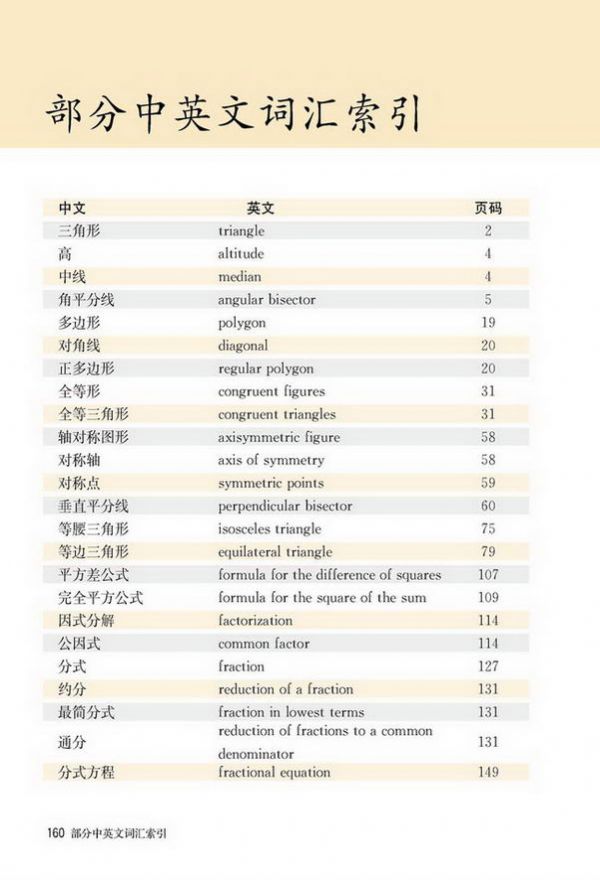 部分中英文词汇索引
中文 英文 页码
三角形 triangle 2
高 altitude 4
中线 median 4
角平分线 angular bisector 5
多边形 polygon 19
对角线 diagonal 20
正多边形 regular polygon 20
全等形 congruent figures 31
全等三角形 congruent triangles 31
轴对称图形 axisymmetric figure 58
对称轴 axis of symmetry 58
对称点 symmetric points 59
垂直平分线 perpendicular bisector 60
等腰三角形 isosceles triangle 75
等边三角形 equilateral triangle 79
平方差公式 formula for the difference of squares 107
完全平方公式 formula for the square of the sum 109
因式分解 factorization 114
公因式 common factor 114
分式 fraction 127
约分 reduction of a fraction 131
最简分式 fraction in lowest terms 131
通分 reduction of fractions to a common
denominator 131
分式方程 fractional equation 149
160 部分中英文词汇索引